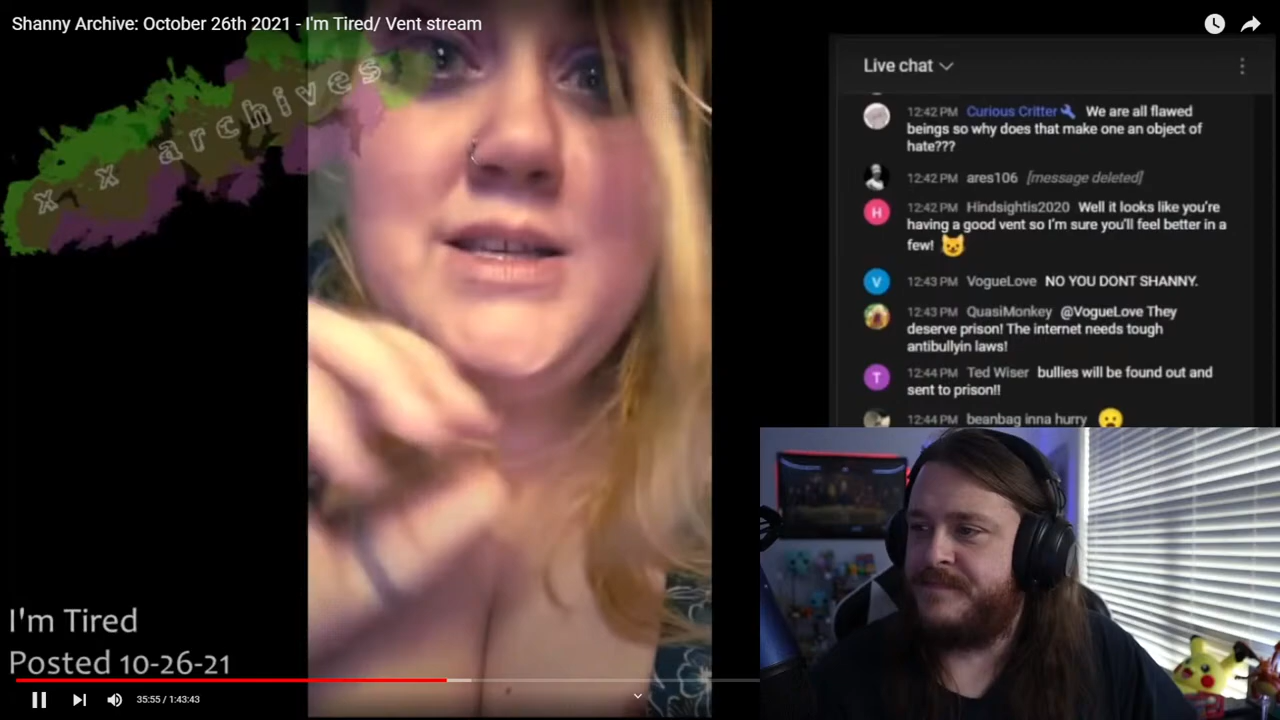 Shanny Archive: October 26th 2021 - I'm Tired/ Vent stream
x x archives
Live chat
12:42 PM Curious Critter We are all flawed
beings so why does that make one an object of
hate???
12:42 PM ares106 [message deleted]
H
12:42 PM Hindsightis2020 Well it looks like you're
having a good vent so I'm sure you'll feel better in a
few! 😺
V
12:43 PM VogueLove NO YOU DONT SHANNY.
12:43 PM QuasiMonkey @VogueLove They
deserve prison! The internet needs tough
antibullyin laws!
T
12:44 PM Ted Wiser bullies will be found out and
sent to prison!!
12:44 PM beanbag inna hurry 😮
I'm Tired
Posted 10-26-21
35:55 / 1:43:43